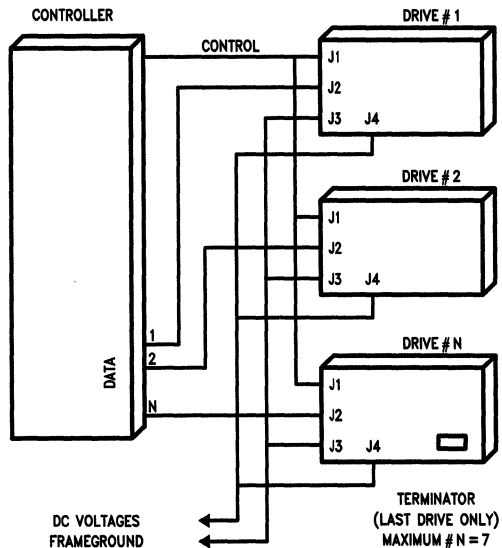 CONTROLLER
DRIVE # 1
CONTROL
J1
J2
J3 J4
DRIVE # 2
J1
J2
J3 J4
DRIVE # N
J1
J2
J3 J4
DATA
1
2
N
DC VOLTAGES
FRAMEGROUND
TERMINATOR
(LAST DRIVE ONLY)
MAXIMUM # N = 7